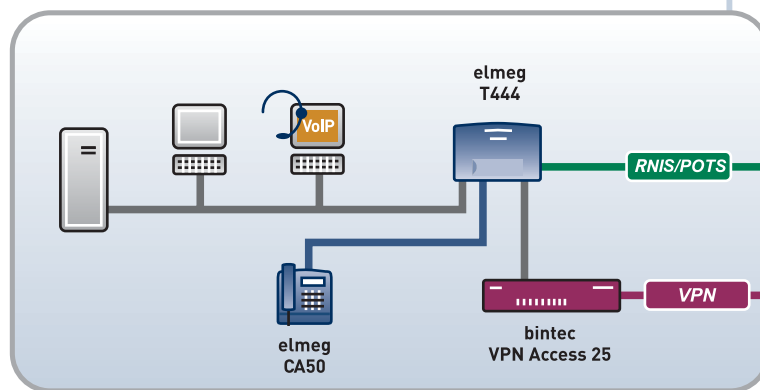 elmeg
T444
VoIP
RNIS/POTS
VPN
elmeg
CA50
bintec
VPN Access 25